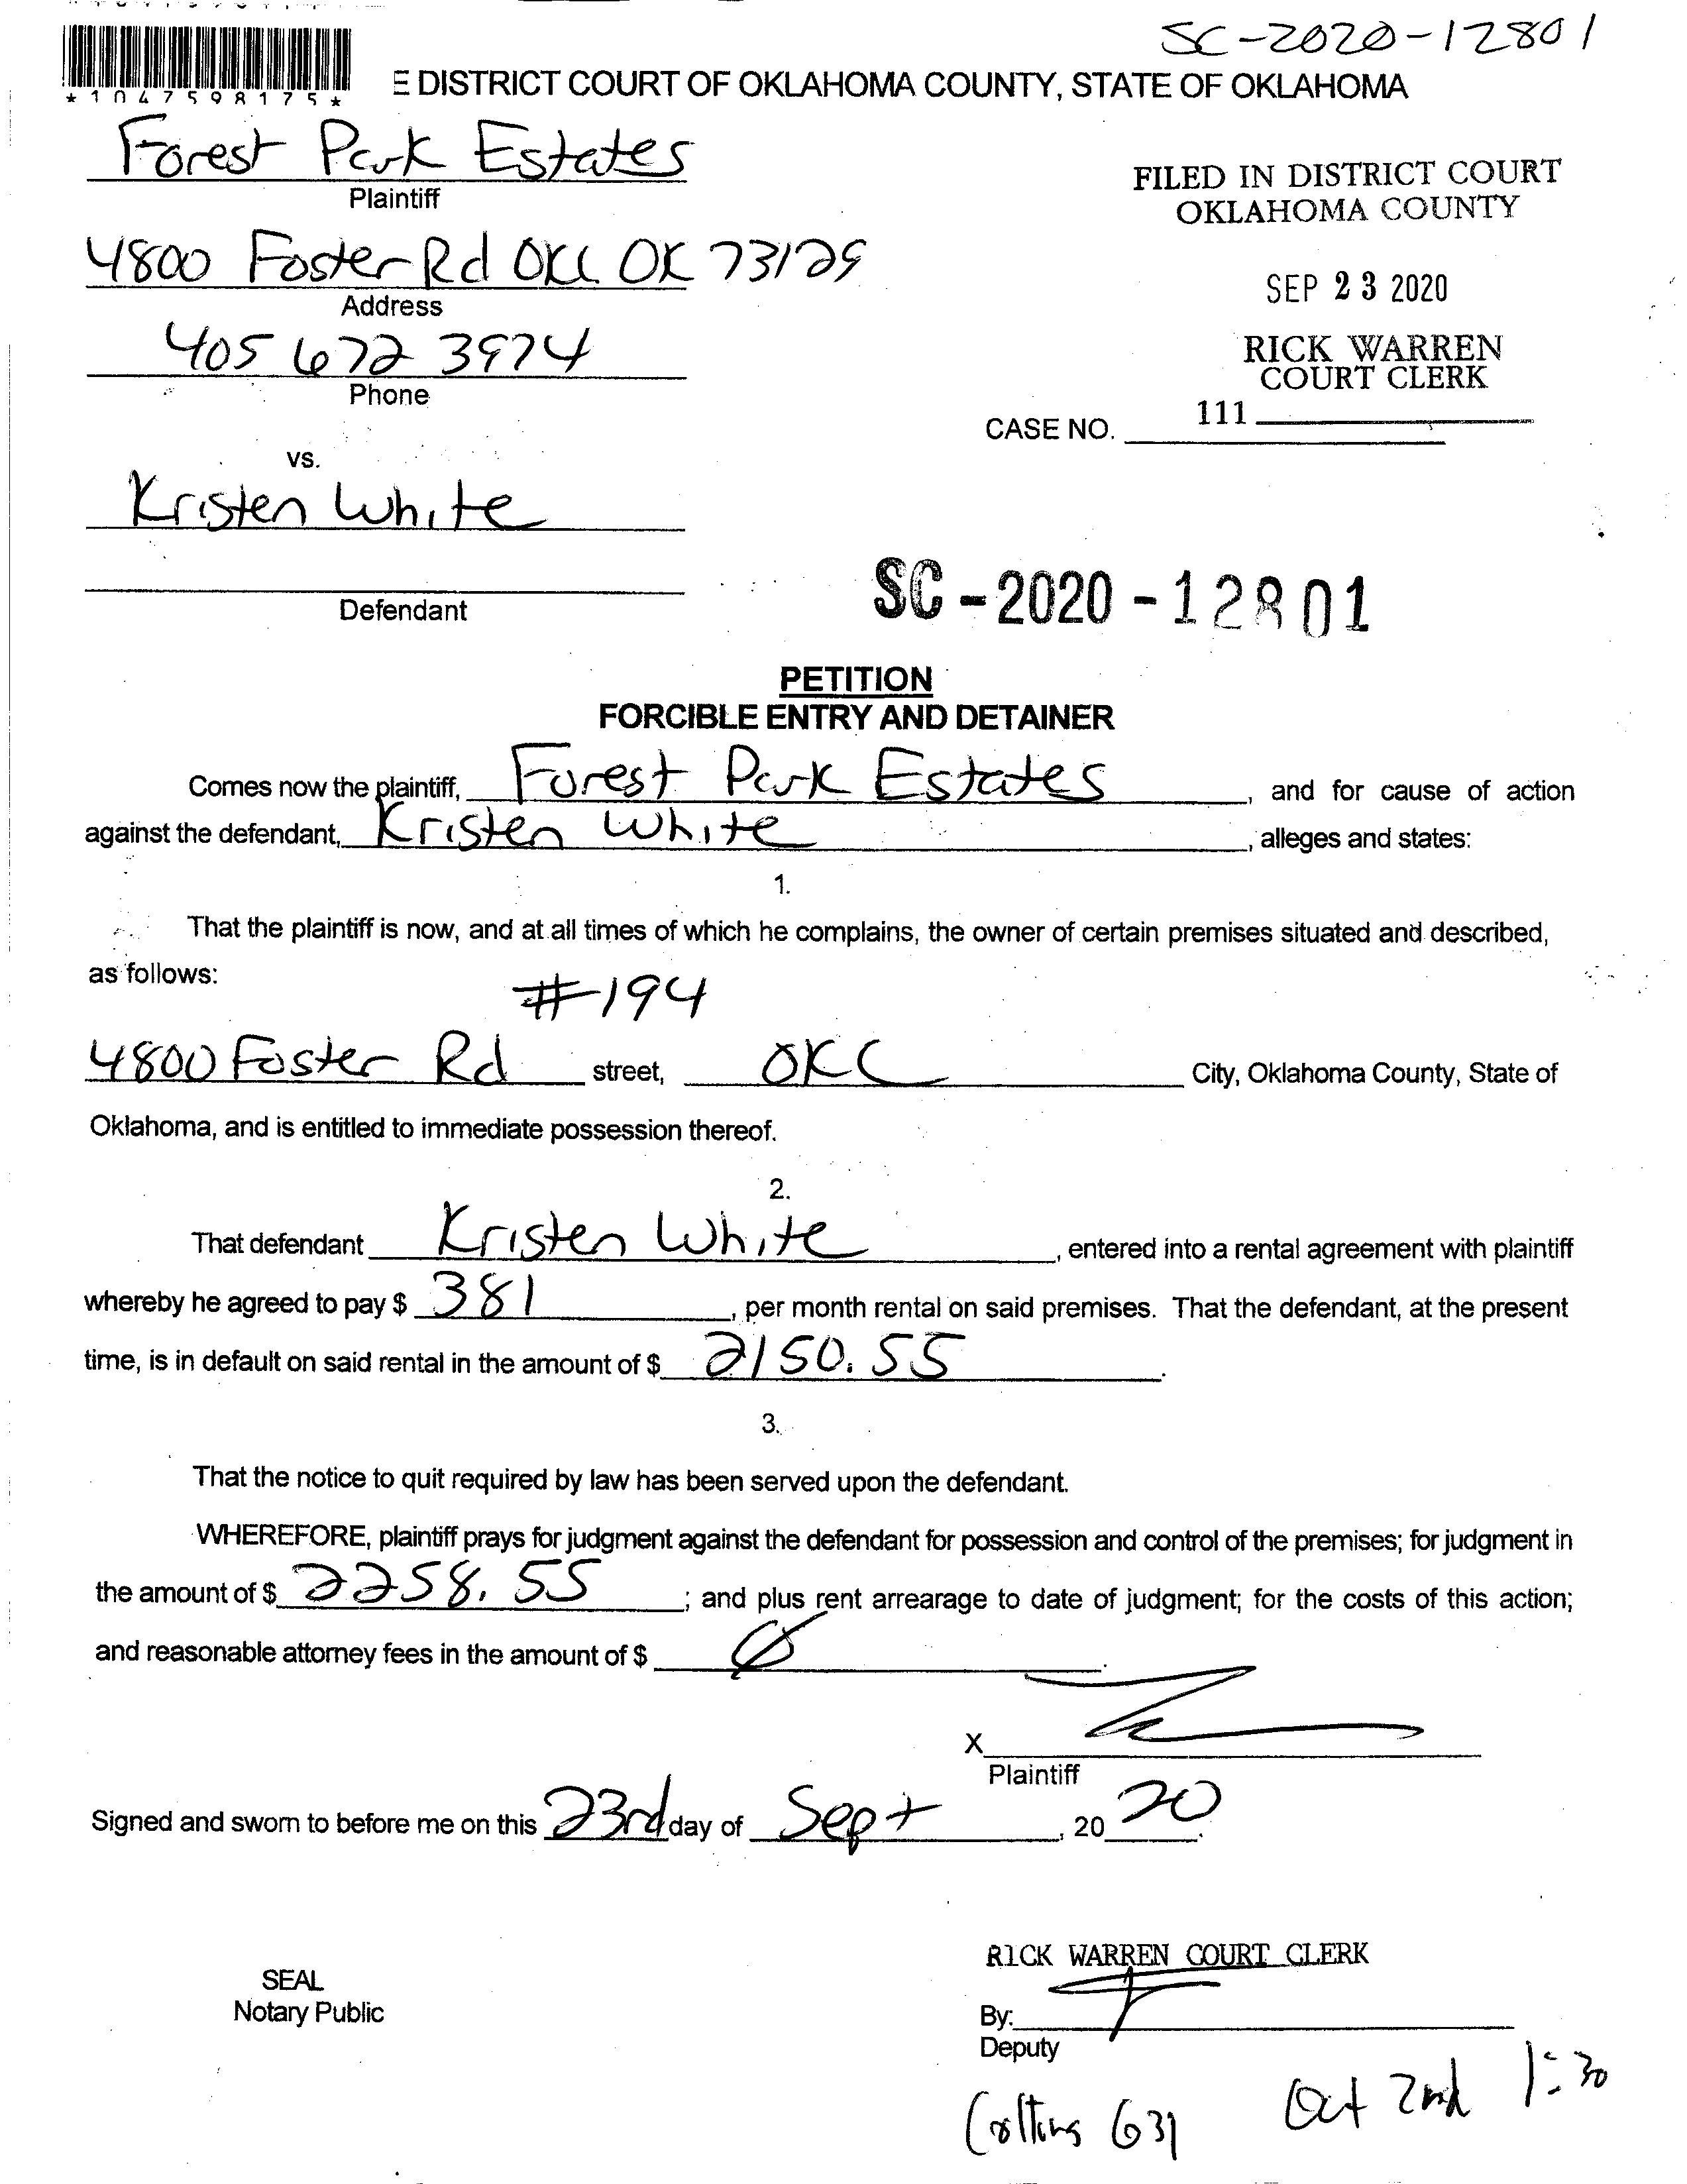 SC-2020-12801
*1047598175*
E DISTRICT COURT OF OKLAHOMA COUNTY, STATE OF OKLAHOMA
Forest Park Estates
Plaintiff
FILED IN DISTRICT COURT
OKLAHOMA COUNTY
4800 Foster Rd OKC OK 73129
Address
SEP 23 2020
405 672 3974
Phone
RICK WARREN
COURT CLERK
CASE NO. 111
vs.
Kristen White
Defendant
SC-2020-12801
PETITION
FORCIBLE ENTRY AND DETAINER
Comes now the plaintiff, Forest Park Estates, and for cause of action
against the defendant, Kristen White, alleges and states:
1.
That the plaintiff is now, and at all times of which he complains, the owner of certain premises situated and described,
as follows:
#194
4800 Foster Rd street, OKC City, Oklahoma County, State of
Oklahoma, and is entitled to immediate possession thereof.
2.
That defendant Kristen White, entered into a rental agreement with plaintiff
whereby he agreed to pay $ 381, per month rental on said premises. That the defendant, at the present
time, is in default on said rental in the amount of $ 2150.55.
3.
That the notice to quit required by law has been served upon the defendant.
WHEREFORE, plaintiff prays for judgment against the defendant for possession and control of the premises; for judgment in
the amount of $ 2258.55; and plus rent arrearage to date of judgment; for the costs of this action;
and reasonable attorney fees in the amount of $ Ø.
X
Plaintiff
Signed and sworn to before me on this 23rd day of Sept, 20 20.
RICK WARREN COURT CLERK
SEAL
Notary Public
By:
Deputy
631 Oct 2nd 1:30